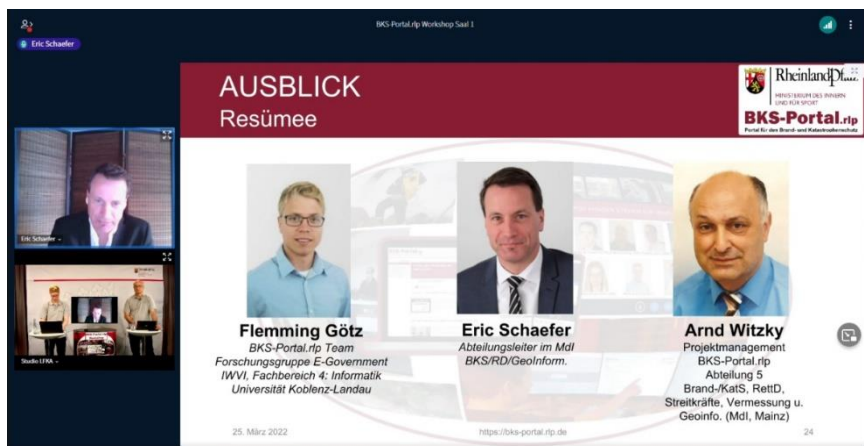 BKS-Portal.rlp Workshop Saal 1
Eric Schaefer
AUSBLICK
Resümee
MINISTERIUM DES INNERN
UND FÜR SPORT
BKS-Portal.rlp
Portal für den Brand- und Katastrophenschutz
Eric Schaefer
Studio LFKA
Flemming Götz
BKS-Portal.rlp Team
Forschungsgruppe E-Government
IWVI, Fachbereich 4: Informatik
Universität Koblenz-Landau
Eric Schaefer
Abteilungsleiter im MdI
BKS/RD/GeoInform.
Arnd Witzky
Projektmanagement
BKS-Portal.rlp
Abteilung 5
Brand-/KatS, RettD,
Streitkräfte, Vermessung u.
Geoinfo. (MdI, Mainz)
25. März 2022
https://bks-portal.rlp.de
24